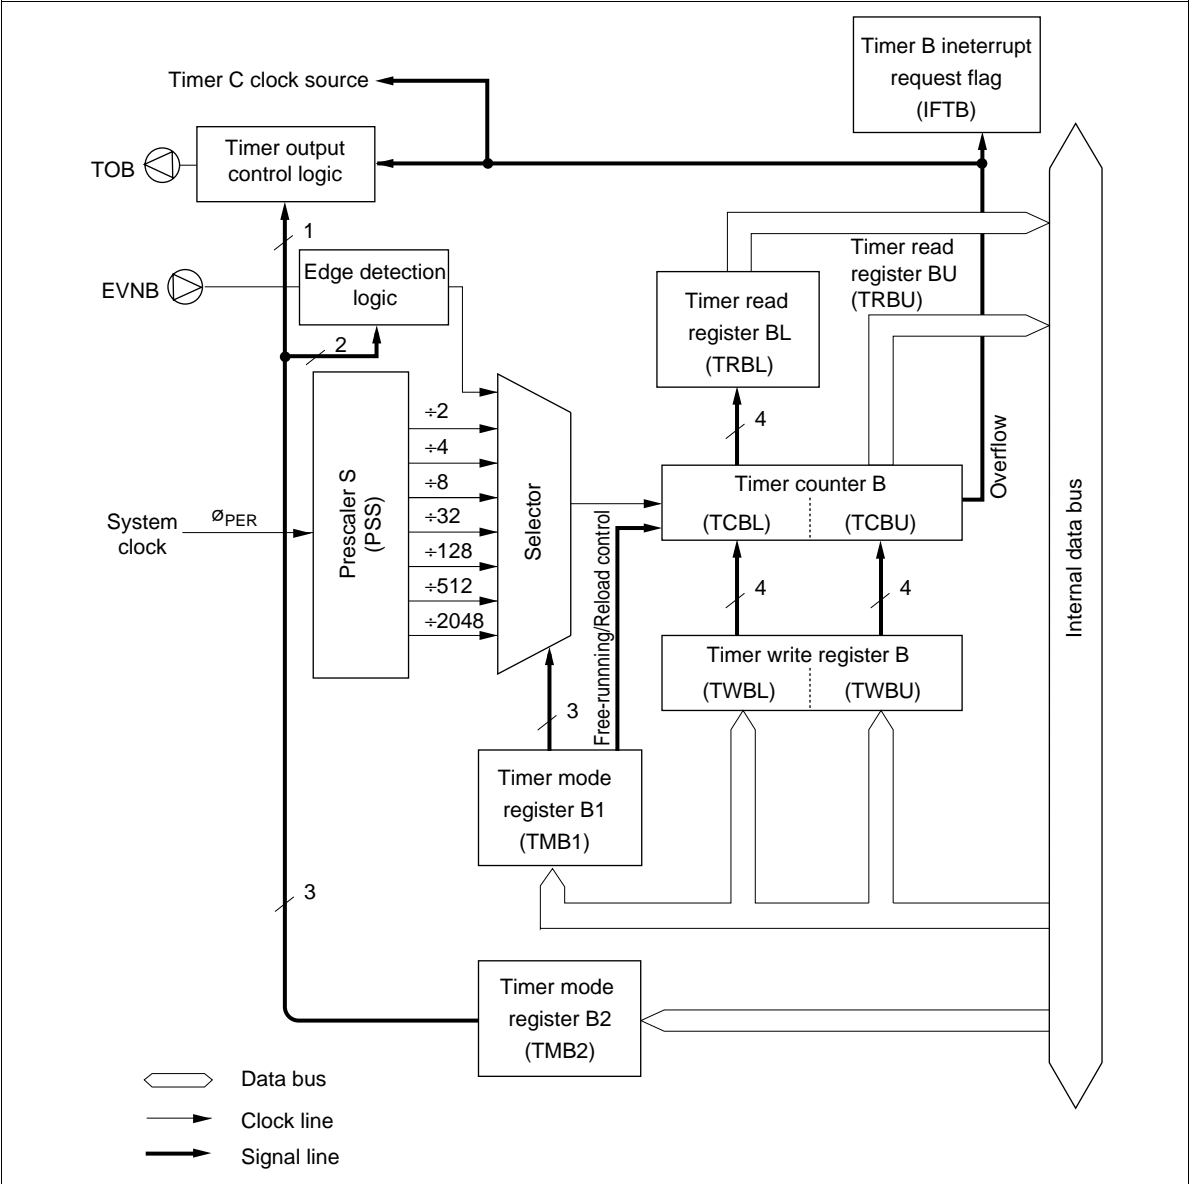 Timer B ineterrupt
request flag
(IFTB)
Timer C clock source
Timer output
control logic
TOB
1
Edge detection
logic
EVNB
2
Timer read
register BU
(TRBU)
Timer read
register BL
(TRBL)
4
Overflow
÷2
÷4
÷8
÷32
÷128
÷512
÷2048
Prescaler S
(PSS)
System
clock
øPER
Selector
Timer counter B
(TCBL)
(TCBU)
Free-runnning/Reload control
4
4
Timer write register B
(TWBL)
(TWBU)
Internal data bus
3
Timer mode
register B1
(TMB1)
3
Timer mode
register B2
(TMB2)
Data bus
Clock line
Signal line